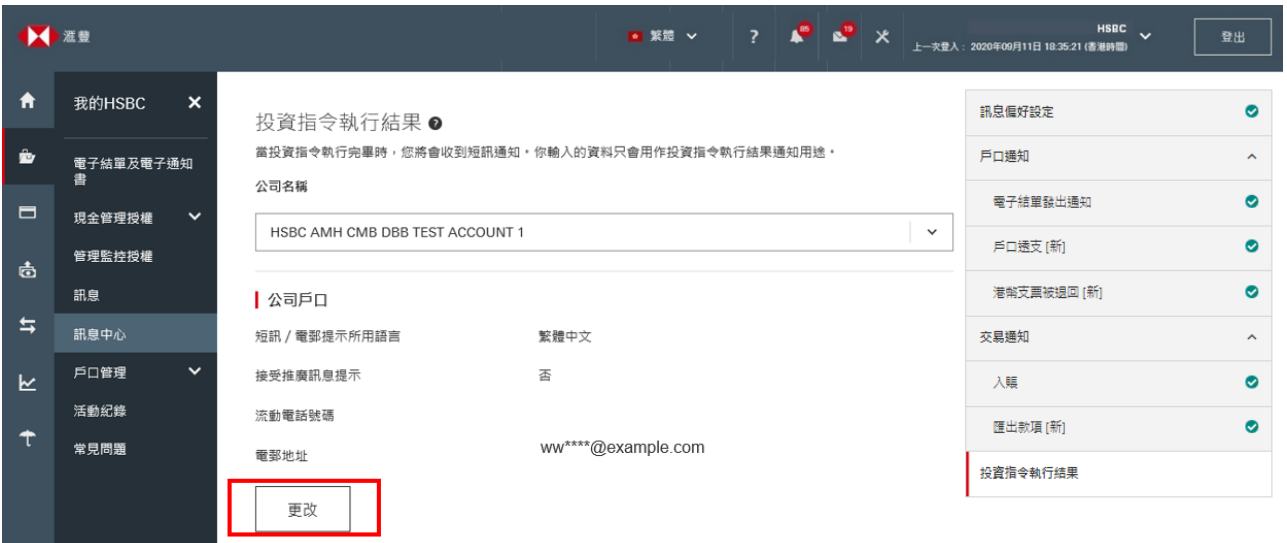 滙豐
繁體
?
85
19
HSBC
上一次登入： 2020年09月11日 18:35:21 (香港時間)
登出
我的HSBC
電子結單及電子通知
書
現金管理授權
管理監控授權
訊息
訊息中心
戶口管理
活動紀錄
常見問題
投資指令執行結果 ?
當投資指令執行完畢時，您將會收到短訊通知。你輸入的資料只會用作投資指令執行結果通知用途。
公司名稱
HSBC AMH CMB DBB TEST ACCOUNT 1
公司戶口
短訊 / 電郵提示所用語言 繁體中文
接受推廣訊息提示 否
流動電話號碼
電郵地址 ww****@example.com
更改
訊息偏好設定
戶口通知
電子結單發出通知
戶口透支 [新]
港幣支票被退回 [新]
交易通知
入賬
匯出款項 [新]
投資指令執行結果